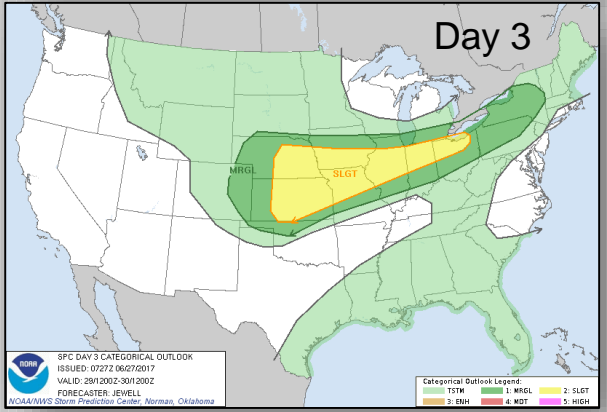 Day 3
MRGL
SLGT
NOAA
SPC DAY 3 CATEGORICAL OUTLOOK
ISSUED: 0727Z 06/27/2017
VALID: 29/1200Z-30/1200Z
FORECASTER: JEWELL
NOAA/NWS Storm Prediction Center, Norman, Oklahoma
Categorical Outlook Legend:
TSTM 1: MRGL 2: SLGT
3: ENH 4: MDT 5: HIGH